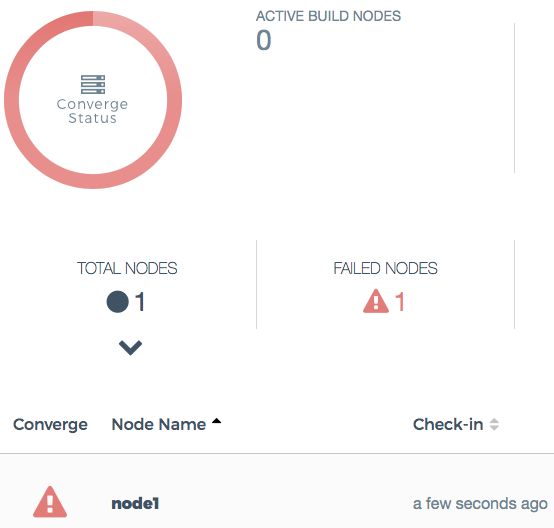 ACTIVE BUILD NODES
0
Converge
Status
TOTAL NODES
1
FAILED NODES
1
Converge Node Name Check-in
node1 a few seconds ago